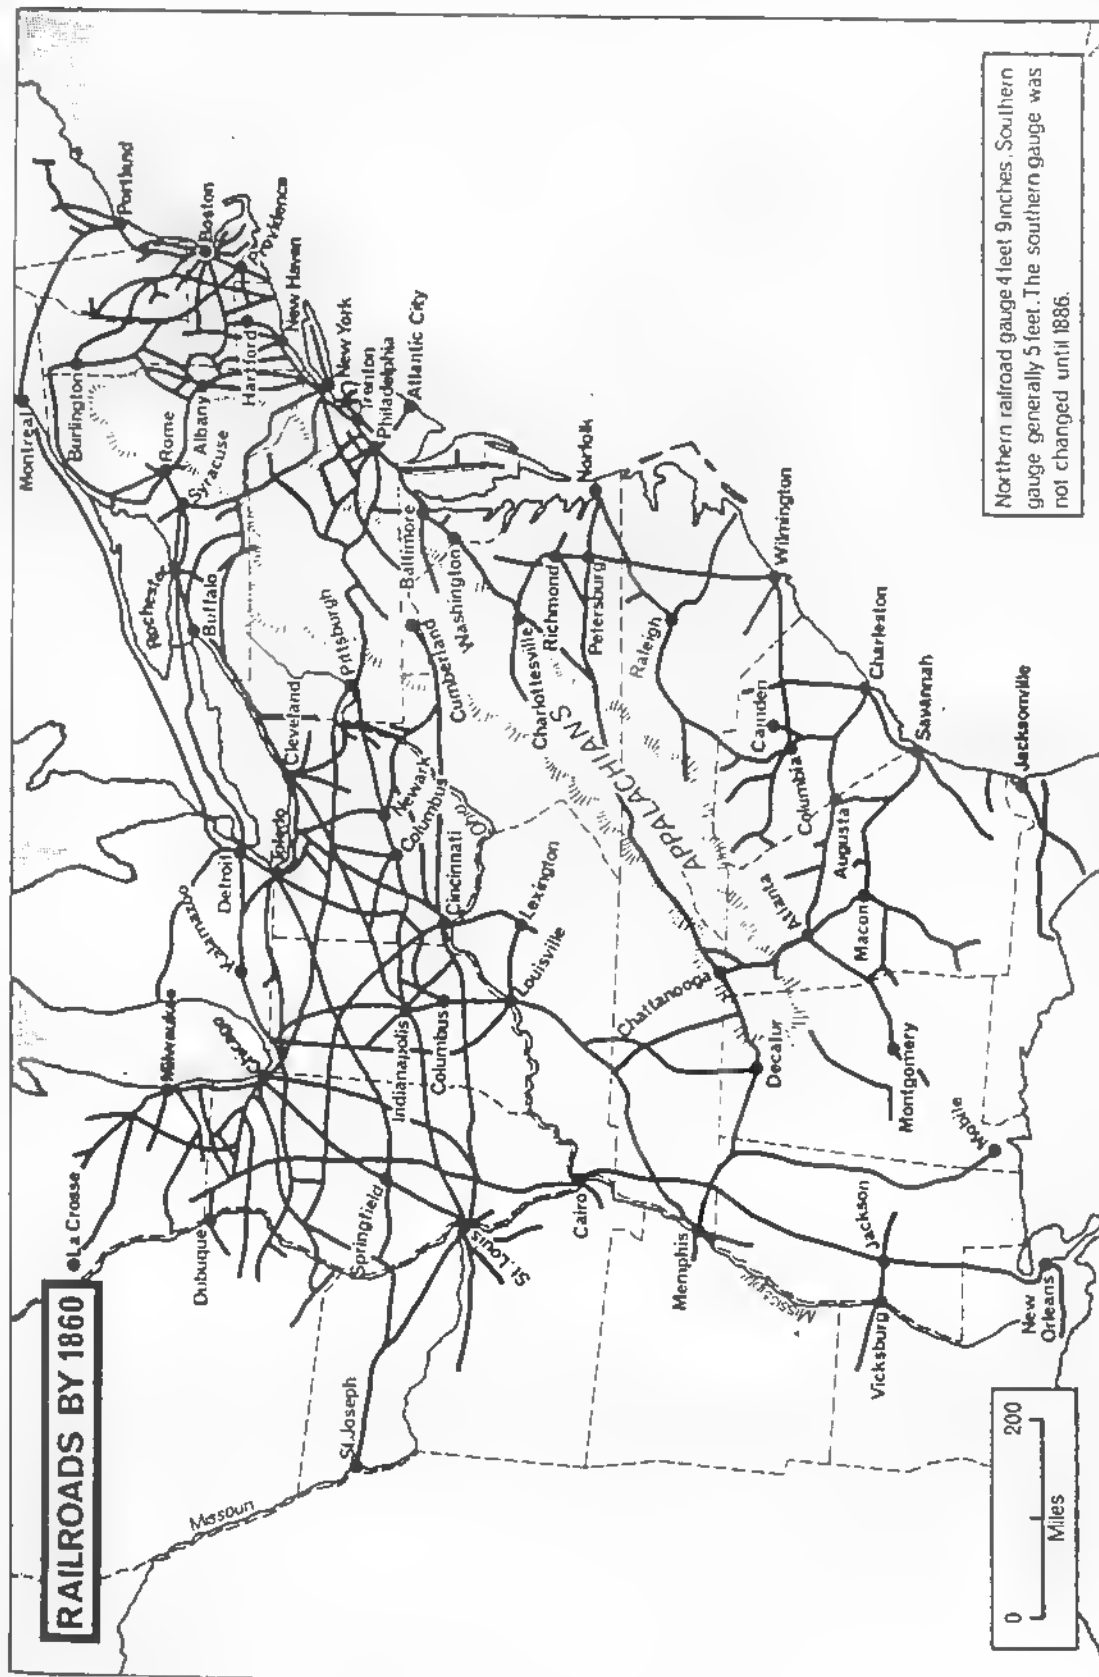 RAILROADS BY 1860
Northern railroad gauge 4 feet 9 inches. Southern
gauge generally 5 feet. The southern gauge was
not changed until 1886.
Montreal
Portland
Burlington
Boston
Providence
Rome
Albany
Hartford
New Haven
Syracuse
New York
Trenton
Philadelphia
Atlantic City
Rochester
Buffalo
Baltimore
Washington
Norfolk
Pittsburgh
Cumberland
Charlottesville
Richmond
Petersburg
Raleigh
Wilmington
Cleveland
Newark
Columbus
Ohio
Cincinnati
Lexington
Louisville
APPALACHIANS
Camden
Columbia
Charleston
Savannah
Jacksonville
Augusta
Atlanta
Macon
Detroit
Toledo
Kalamazoo
Milwaukie
Chicago
Indianapolis
Columbus
Chattanooga
Decatur
Montgomery
Mobile
La Crosse
Dubuque
Springfield
St. Louis
Cairo
Memphis
Mississippi
Jackson
Vicksburg
New
Orleans
St. Joseph
Missouri
0 200
Miles